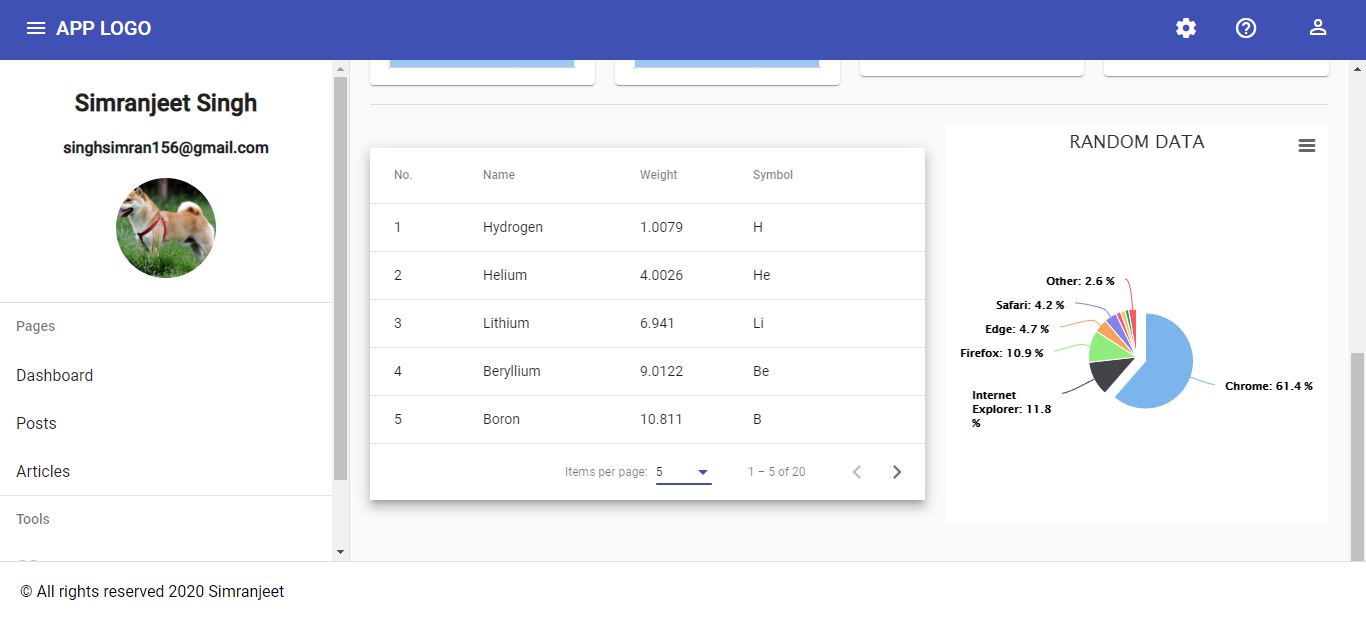 APP LOGO
Simranjeet Singh
singhsimran156@gmail.com
Pages
Dashboard
Posts
Articles
Tools
No. Name Weight Symbol
1 Hydrogen 1.0079 H
2 Helium 4.0026 He
3 Lithium 6.941 Li
4 Beryllium 9.0122 Be
5 Boron 10.811 B
Items per page: 5 1 – 5 of 20
RANDOM DATA
Other: 2.6 %
Safari: 4.2 %
Edge: 4.7 %
Firefox: 10.9 %
Internet
Explorer: 11.8
%
Chrome: 61.4 %
© All rights reserved 2020 Simranjeet